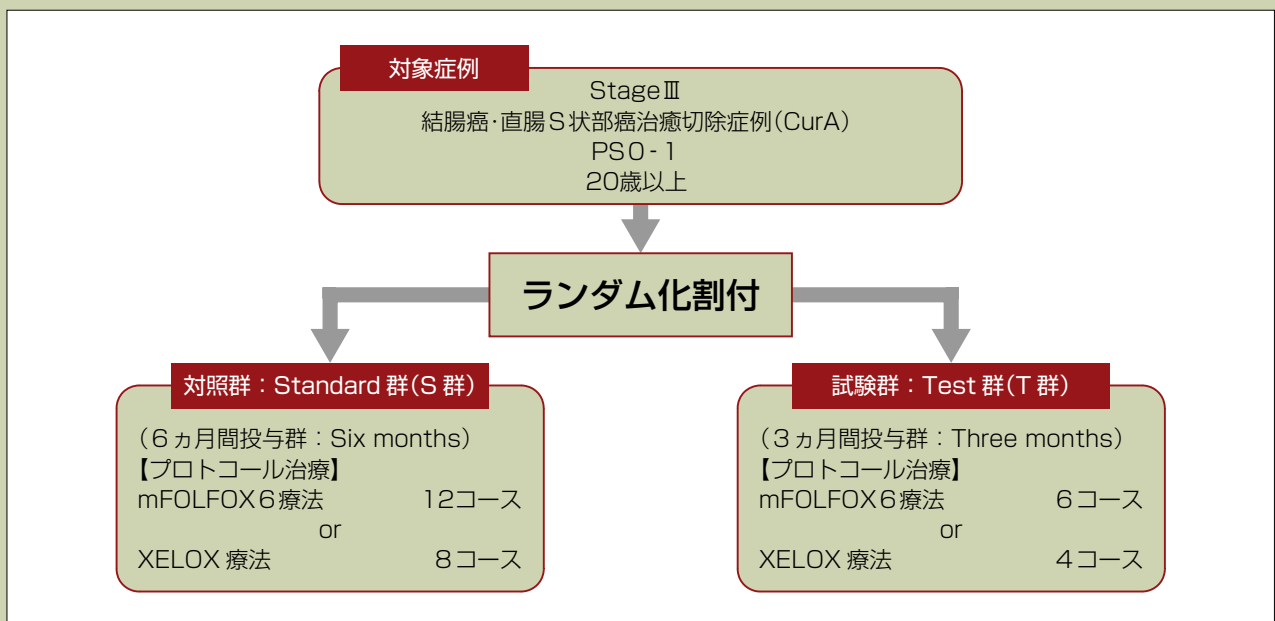 対象症例
StageⅢ
結腸癌・直腸S状部癌治癒切除症例(CurA)
PS0-1
20歳以上
ランダム化割付
対照群：Standard 群(S 群)
(6ヵ月間投与群：Six months)
【プロトコール治療】
mFOLFOX6療法 12コース
or
XELOX 療法 8コース
試験群：Test 群(T 群)
(3ヵ月間投与群：Three months)
【プロトコール治療】
mFOLFOX6療法 6コース
or
XELOX 療法 4コース